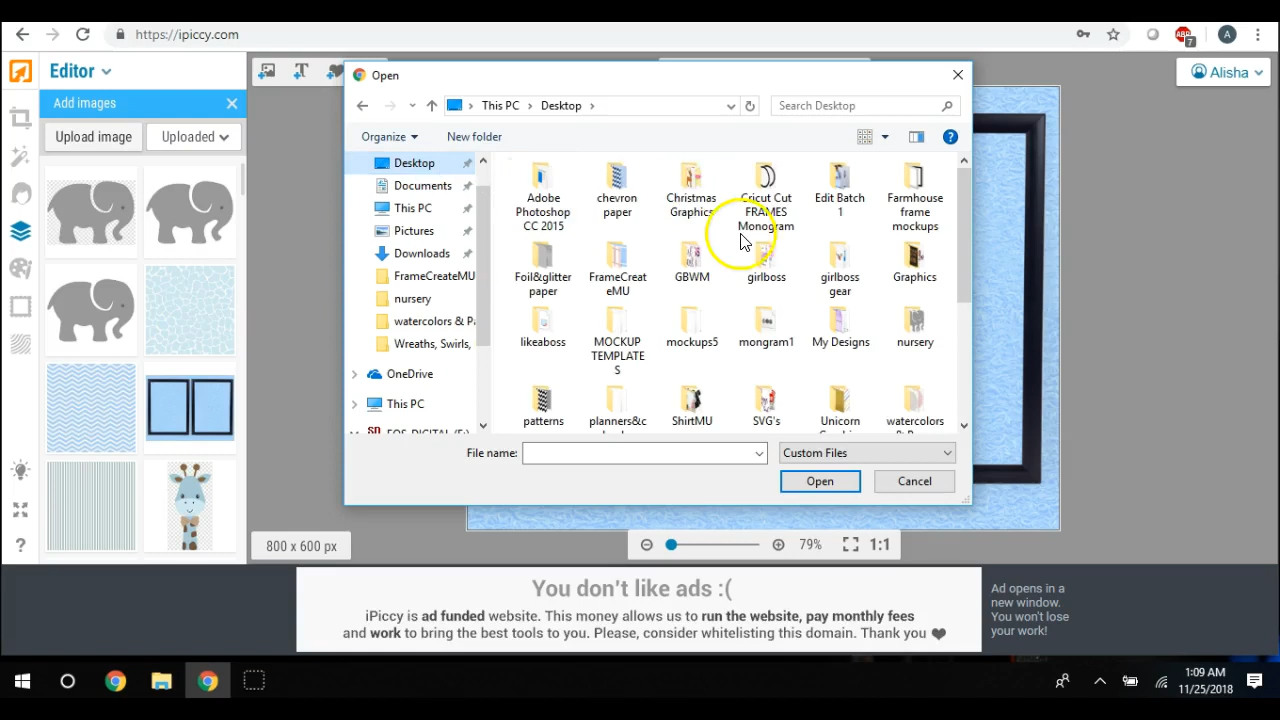 https://ipiccy.com
A
7
Editor
Alisha
Add images
Upload image
Uploaded
Open
This PC
Desktop
Search Desktop
Organize
New folder
Desktop
Documents
This PC
Pictures
Downloads
FrameCreateMU
nursery
watercolors & P
Wreaths, Swirls,
OneDrive
This PC
Adobe
Photoshop
CC 2015
chevron
paper
Christmas
Graphics
Cricut Cut
FRAMES
Monogram
Edit Batch
1
Farmhouse
frame
mockups
Foil&glitter
paper
FrameCreat
eMU
GBWM
girlboss
girlboss
gear
Graphics
likeaboss
MOCKUP
TEMPLATE
S
mockups5
mongram1
My Designs
nursery
patterns
planners&c
ShirtMU
SVG's
Unicorn
watercolors
File name:
Custom Files
Open
Cancel
800 x 600 px
79%
1:1
You don't like ads :(
iPiccy is ad funded website. This money allows us to run the website, pay monthly fees
and work to bring the best tools to you. Please, consider whitelisting this domain. Thank you
Ad opens in a
new window.
You won't lose
your work!
1:09 AM
11/25/2018